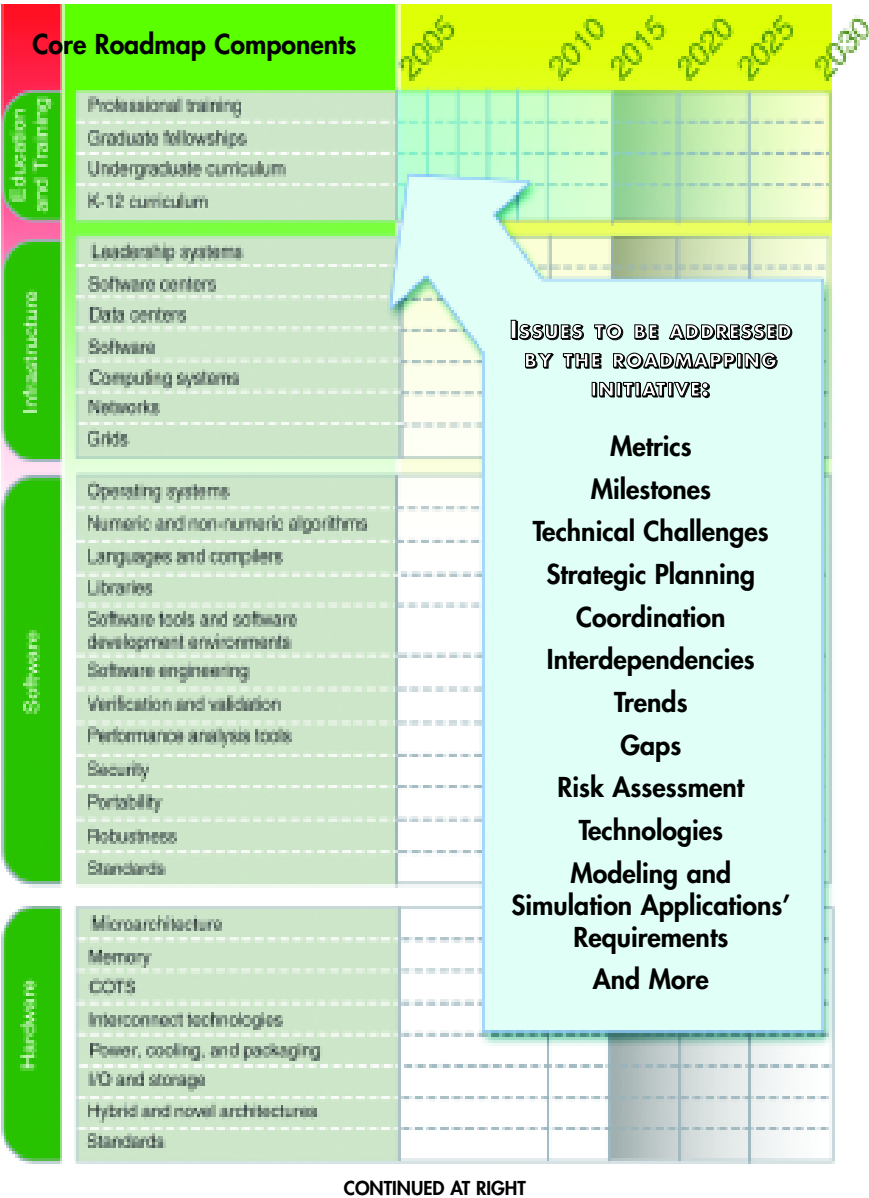 Core Roadmap Components
2005 2010 2015 2020 2025 2030
Education
and Training
Professional training
Graduate fellowships
Undergraduate curriculum
K-12 curriculum
Infrastructure
Leadership systems
Software centers
Data centers
Software
Computing systems
Networks
Grids
Software
Operating systems
Numeric and non-numeric algorithms
Languages and compilers
Libraries
Software tools and software
development environments
Software engineering
Verification and validation
Performance analysis tools
Security
Portability
Robustness
Standards
Hardware
Microarchitecture
Memory
COTS
Interconnect technologies
Power, cooling, and packaging
I/O and storage
Hybrid and novel architectures
Standards
ISSUES TO BE ADDRESSED
BY THE ROADMAPPING
INITIATIVE:
Metrics
Milestones
Technical Challenges
Strategic Planning
Coordination
Interdependencies
Trends
Gaps
Risk Assessment
Technologies
Modeling and
Simulation Applications’
Requirements
And More
CONTINUED AT RIGHT